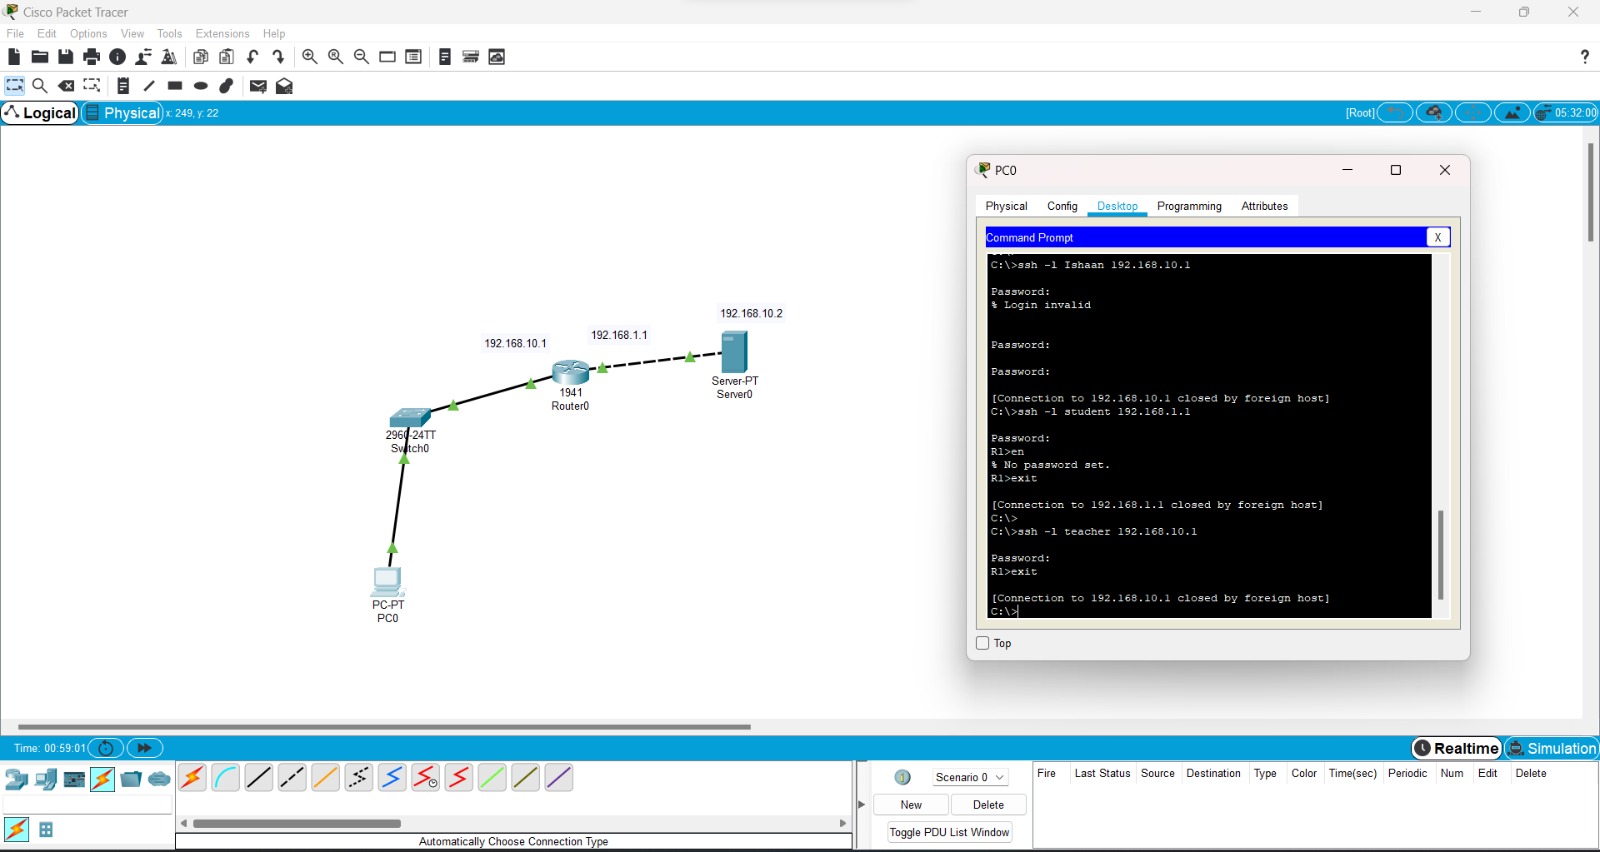 Cisco Packet Tracer
File Edit Options View Tools Extensions Help
?
Logical Physical x: 249, y: 22 [Root] 05:32:00
PC0
Physical Config Desktop Programming Attributes
Command Prompt X
C:\>ssh -l Ishaan 192.168.10.1
Password:
% Login invalid
Password:
Password:
[Connection to 192.168.10.1 closed by foreign host]
C:\>ssh -l student 192.168.1.1
Password:
R1>en
% No password set.
R1>exit
[Connection to 192.168.1.1 closed by foreign host]
C:\>
C:\>ssh -l teacher 192.168.10.1
Password:
R1>exit
[Connection to 192.168.10.1 closed by foreign host]
C:\>
Top
192.168.10.2
192.168.1.1
192.168.10.1
Server-PT
Server0
1941
Router0
2960-24TT
Switch0
PC-PT
PC0
Time: 00:59:01 Realtime Simulation
1 Scenario 0
New Delete
Toggle PDU List Window
Fire Last Status Source Destination Type Color Time(sec) Periodic Num Edit Delete
Automatically Choose Connection Type